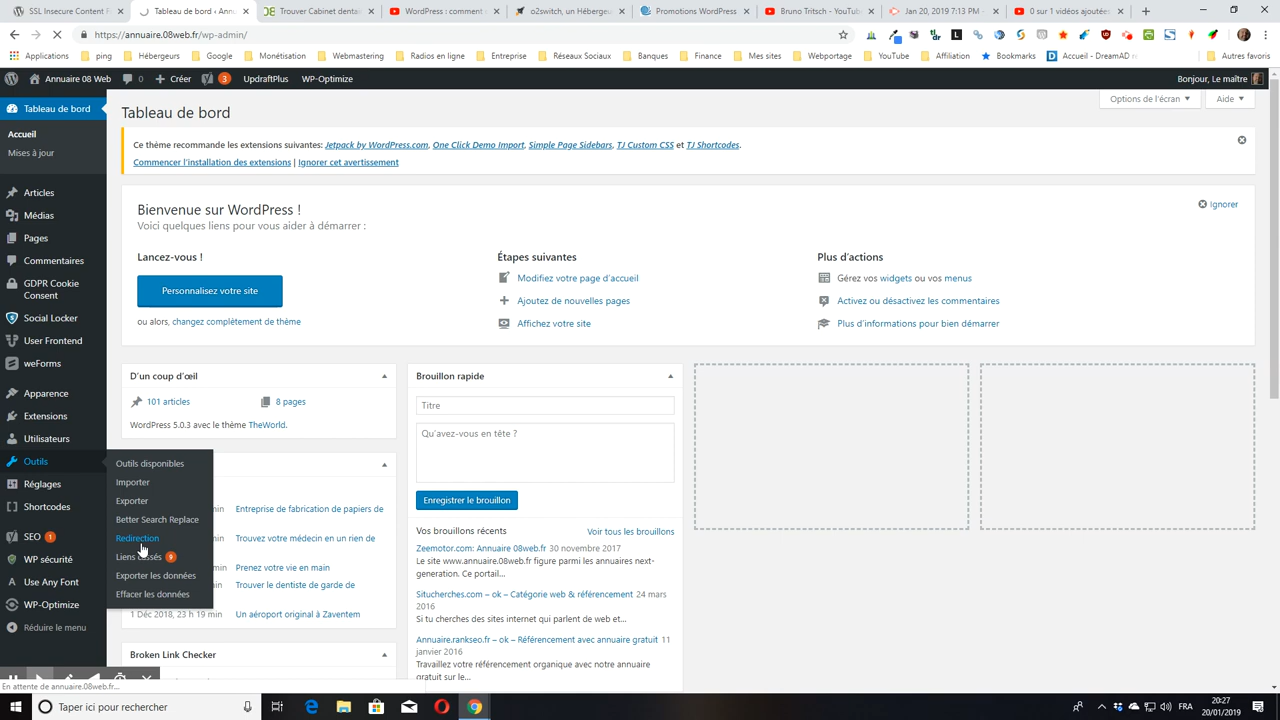 SSL Insecure Content F
Tableau de bord ‹ Annu
Trouver Cabinet dentai
WordPress : comment
o2switch, un Hébergeu
Promotions WordPress
Bruno Tritsch - YouTub
Jan 20, 2019 7:13 PM -
0 sur 1 vidéos ajoutées
https://annuaire.08web.fr/wp-admin/
Applications
ping
Hébergeurs
Google
Monétisation
Webmastering
Radios en ligne
Entreprise
Réseaux Sociaux
Banques
Finance
Mes sites
Webportage
YouTube
Affiliation
Bookmarks
Accueil - DreamAD
Autres favoris
Annuaire 08 Web
0
Créer
3
UpdraftPlus
WP-Optimize
Bonjour, Le maître
Tableau de bord
Accueil
Mises à jour
Articles
Médias
Pages
Commentaires
GDPR Cookie
Consent
Social Locker
User Frontend
weForms
Apparence
Extensions
Utilisateurs
Outils
Réglages
Shortcodes
SEO 1
WP sécurité
Use Any Font
WP-Optimize
Réduire le menu
Outils disponibles
Importer
Exporter
Better Search Replace
Redirection
Liens cassés 9
Exporter les données
Effacer les données
Options de l'écran
Aide
Tableau de bord
Ce thème recommande les extensions suivantes: Jetpack by WordPress.com, One Click Demo Import, Simple Page Sidebars, TJ Custom CSS et TJ Shortcodes.
Commencer l'installation des extensions | Ignorer cet avertissement
Bienvenue sur WordPress !
Ignorer
Voici quelques liens pour vous aider à démarrer :
Lancez-vous !
Personnalisez votre site
ou alors, changez complètement de thème
Étapes suivantes
Modifiez votre page d'accueil
Ajoutez de nouvelles pages
Affichez votre site
Plus d'actions
Gérez vos widgets ou vos menus
Activez ou désactivez les commentaires
Plus d'informations pour bien démarrer
D'un coup d'œil
101 articles
8 pages
WordPress 5.0.3 avec le thème TheWorld.
min Entreprise de fabrication de papiers de
min Trouvez votre médecin en un rien de
Prenez votre vie en main
Trouver le dentiste de garde de
1 Déc 2018, 23 h 19 min Un aéroport original à Zaventem
Broken Link Checker
Brouillon rapide
Titre
Qu'avez-vous en tête ?
Enregistrer le brouillon
Vos brouillons récents
Voir tous les brouillons
Zeemotor.com: Annuaire 08web.fr 30 novembre 2017
Le site www.annuaire.08web.fr figure parmi les annuaires next-
generation. Ce portail...
Situcherches.com – ok – Catégorie web & référencement 24 mars
2016
Si tu cherches des sites internet qui parlent de web et...
Annuaire.rankseo.fr – ok – Référencement avec annuaire gratuit 11
janvier 2016
Travaillez votre référencement organique avec notre annuaire
gratuit sur le...
En attente de annuaire.08web.fr...
Taper ici pour rechercher
FRA
20:27
20/01/2019